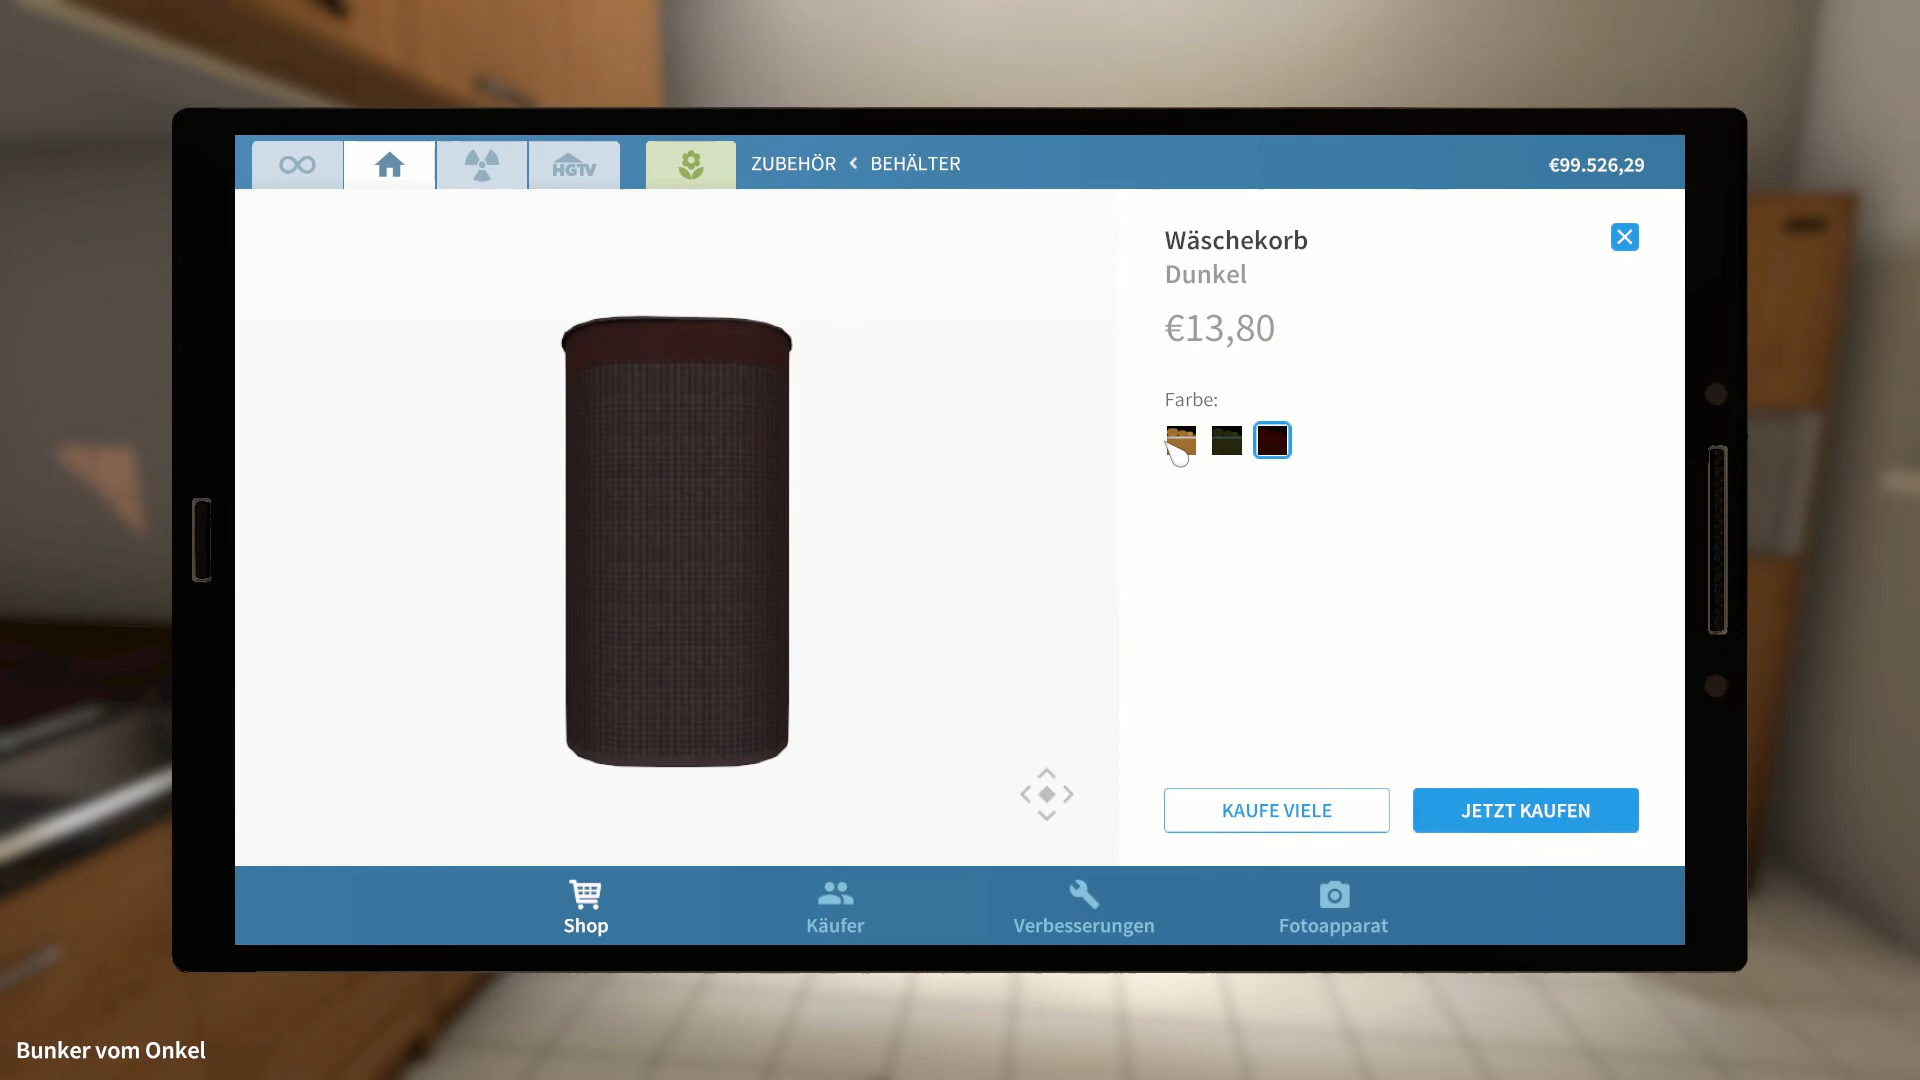 HGTV
ZUBEHÖR < BEHÄLTER
€99.526,29
Wäschekorb
Dunkel
€13,80
Farbe:
KAUFE VIELE
JETZT KAUFEN
Shop
Käufer
Verbesserungen
Fotoapparat
Bunker vom Onkel